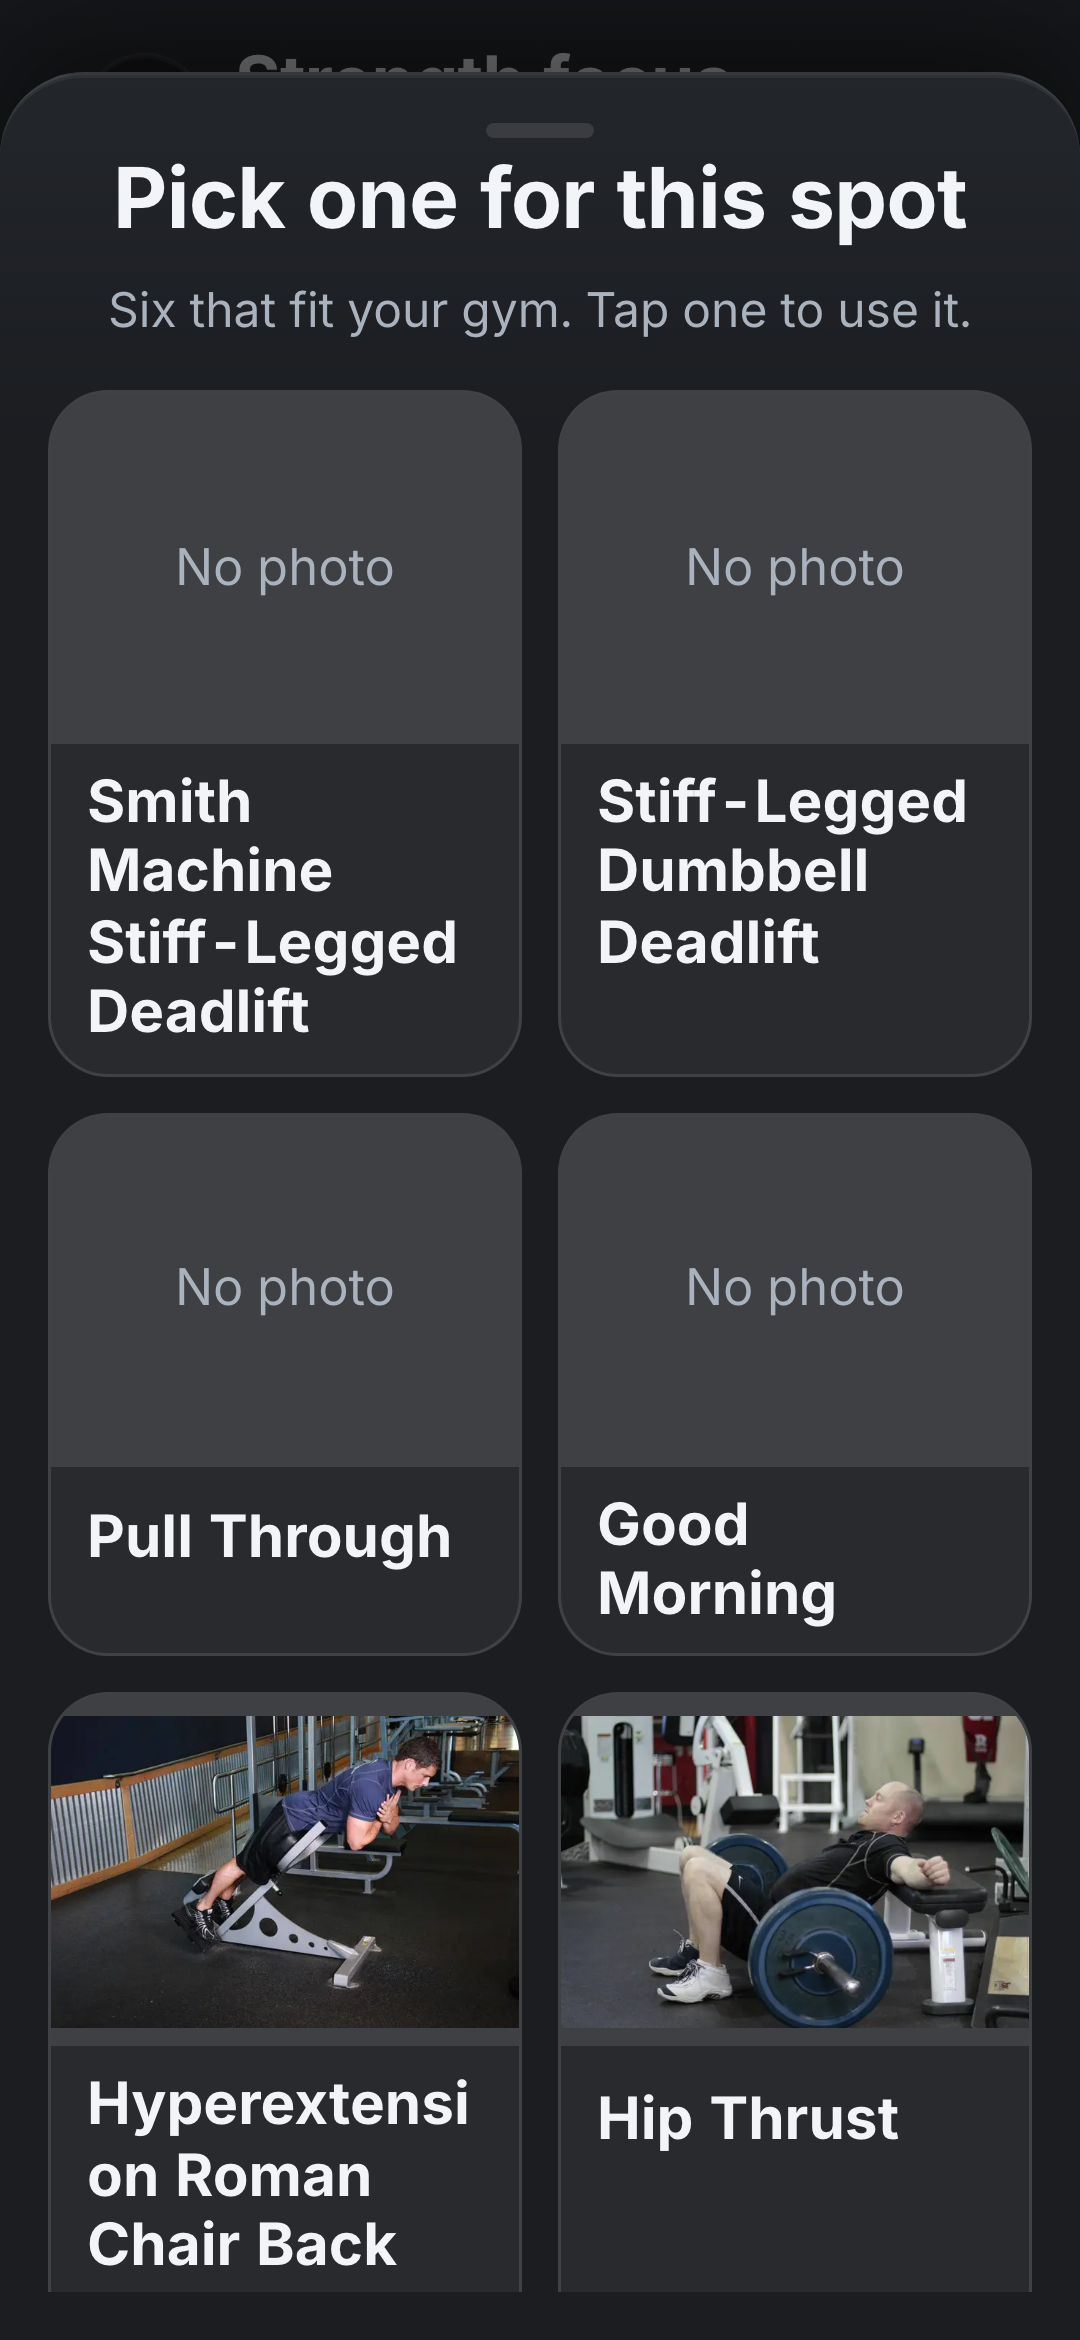 Strength focus
Pick one for this spot
Six that fit your gym. Tap one to use it.
No photo
No photo
Smith
Machine
Stiff-Legged
Deadlift
Stiff-Legged
Dumbbell
Deadlift
No photo
No photo
Pull Through
Good
Morning
Hyperextensi
on Roman
Chair Back
Hip Thrust